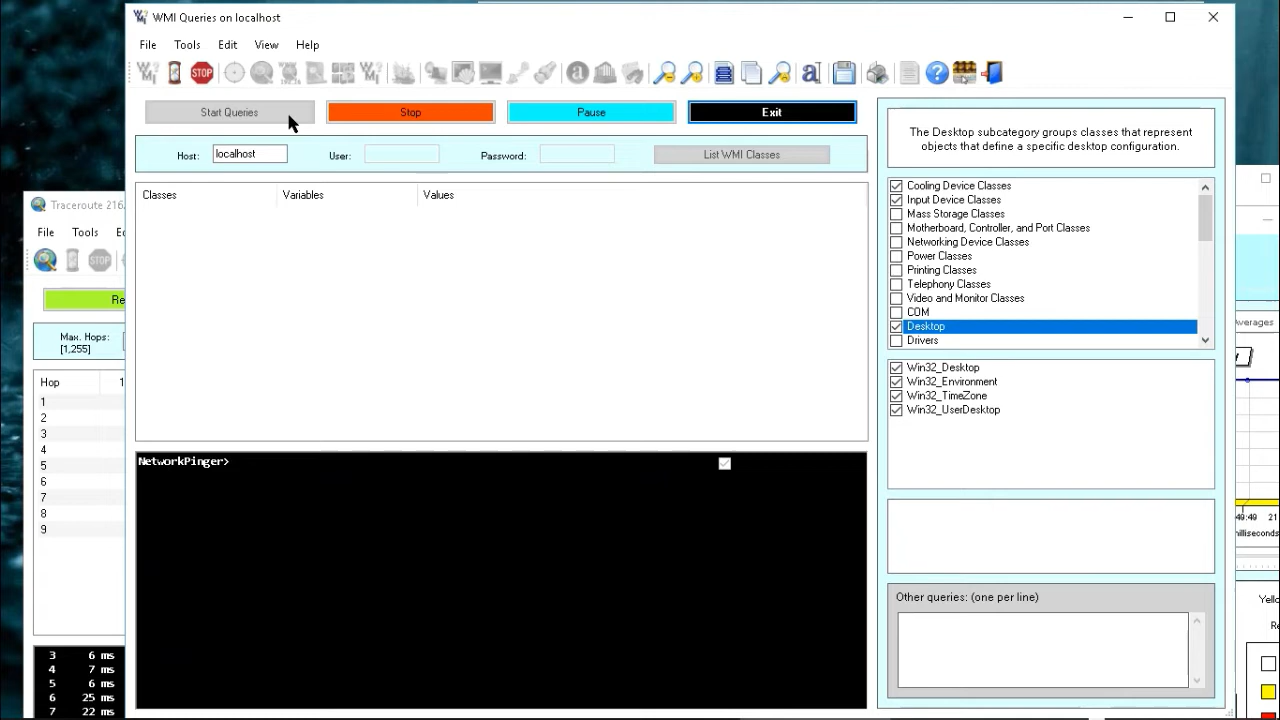 WMI Queries on localhost
File Tools Edit View Help
STOP
Start Queries Stop Pause Exit
Host: localhost User: Password: List WMI Classes
Classes Variables Values
NetworkPinger>
The Desktop subcategory groups classes that represent
objects that define a specific desktop configuration.
Cooling Device Classes
Input Device Classes
Mass Storage Classes
Motherboard, Controller, and Port Classes
Networking Device Classes
Power Classes
Printing Classes
Telephony Classes
Video and Monitor Classes
COM
Desktop
Drivers
Win32_Desktop
Win32_Environment
Win32_TimeZone
Win32_UserDesktop
Other queries: (one per line)
Traceroute 216.
File Tools
STOP
Re
Max. Hops:
[1,255]
Hop 1
1
2
3
4
5
6
7
8
9
3 6 ms
4 7 ms
5 6 ms
6 25 ms
7 22 ms
Averages
:49:49 21
milliseconds
Yello
Re